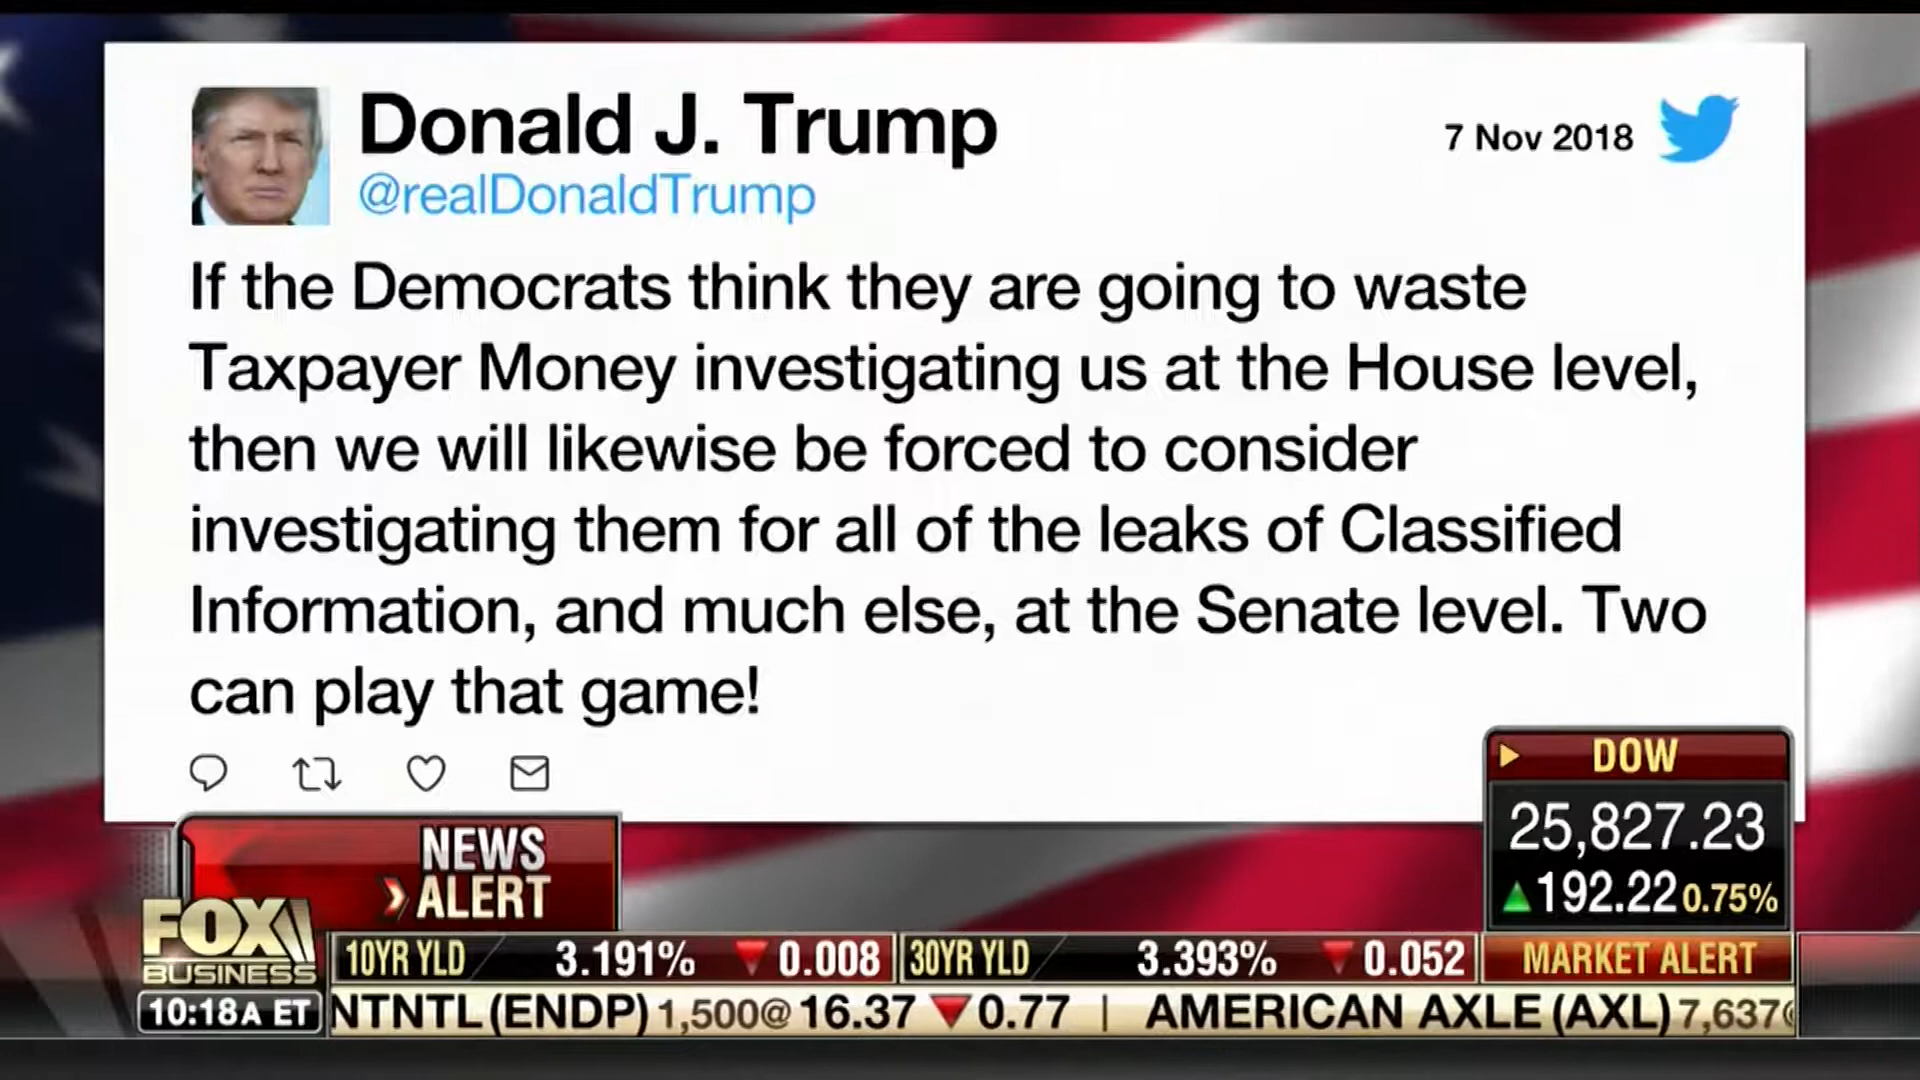 Donald J. Trump
@realDonaldTrump
7 Nov 2018
If the Democrats think they are going to waste
Taxpayer Money investigating us at the House level,
then we will likewise be forced to consider
investigating them for all of the leaks of Classified
Information, and much else, at the Senate level. Two
can play that game!
DOW
25,827.23
▲192.22 0.75%
NEWS
ALERT
FOX
BUSINESS
10YR YLD 3.191% ▼ 0.008 30YR YLD 3.393% ▼ 0.052 MARKET ALERT
10:18A ET NTNTL (ENDP) 1,500@ 16.37 ▼0.77 | AMERICAN AXLE (AXL) 7,637@